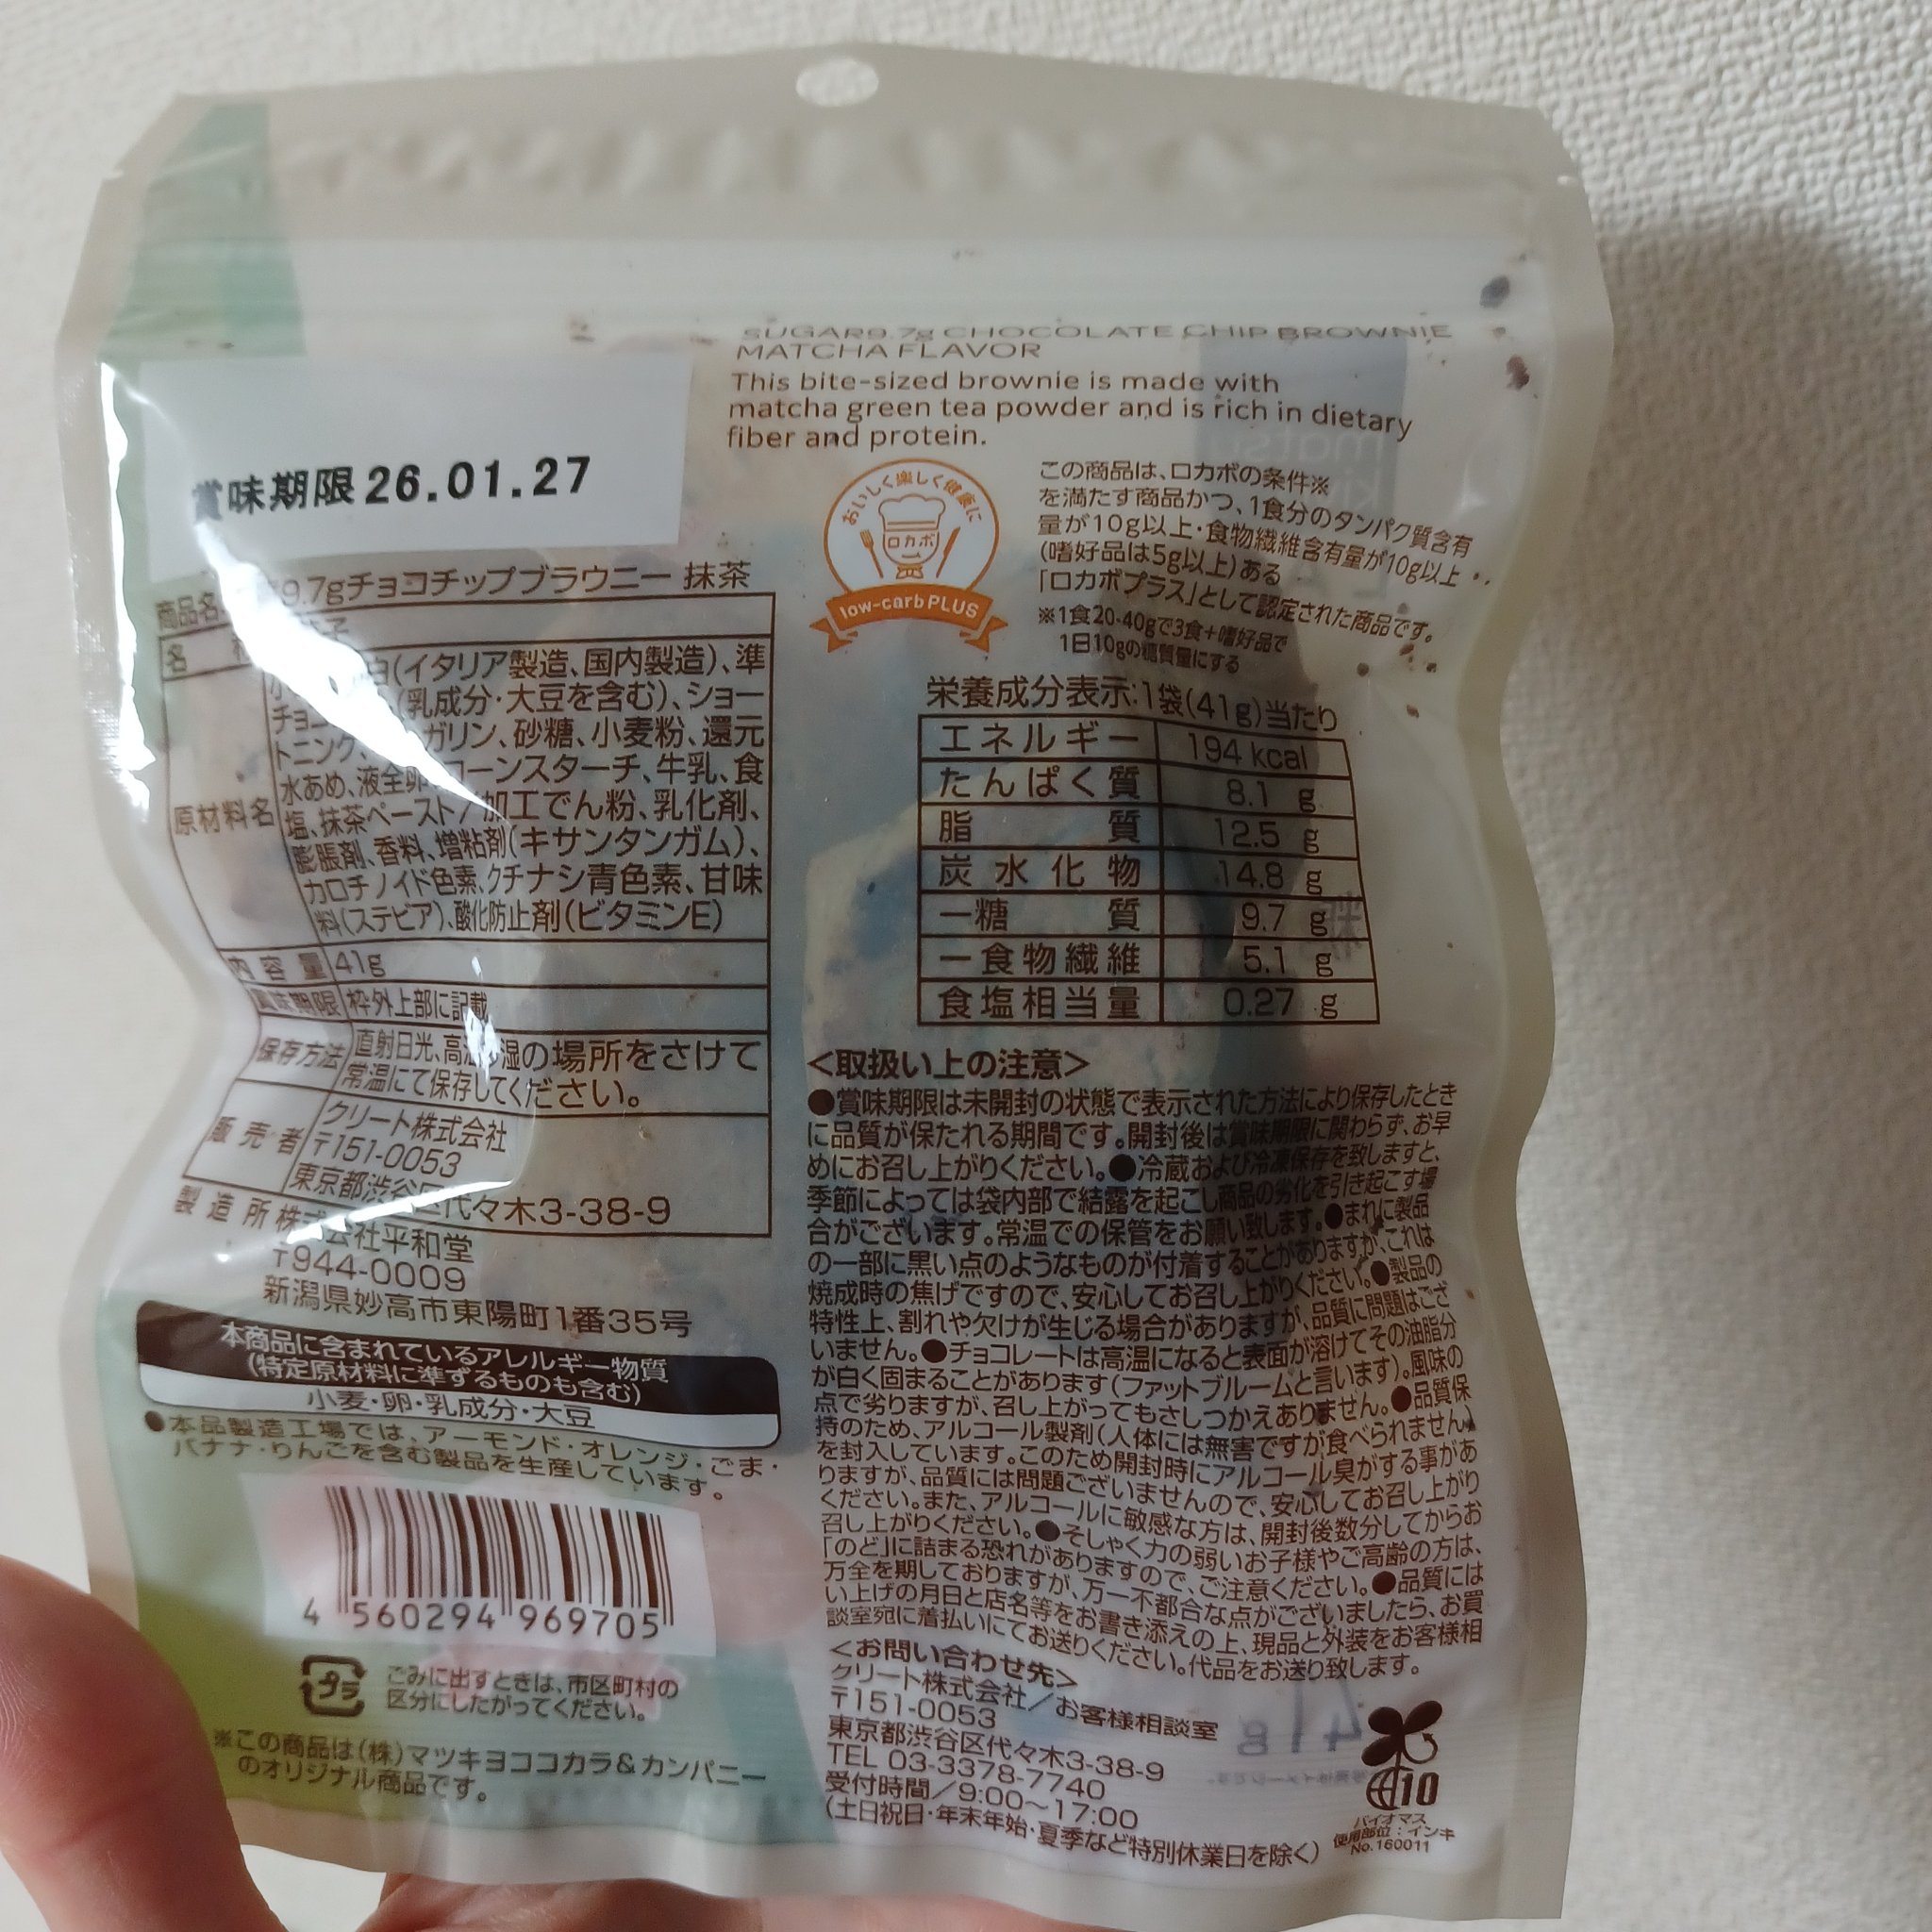 SUGAR9.7g CHOCOLATE CHIP BROWNIE
MATCHA FLAVOR
This bite-sized brownie is made with
matcha green tea powder and is rich in dietary
fiber and protein.
賞味期限 26.01.27
おいしく楽しく健康に
ロカボ
low-carb PLUS
この商品は、ロカボの条件※
を満たす商品かつ、1食分のタンパク質含有
量が10g以上・食物繊維含有量が10g以上
(嗜好品は5g以上)ある
「ロカボプラス」として認定された商品です。
※1食20-40gで3食+嗜好品で
1日10gの糖質量にする
商品名 9.7gチョコチップブラウニー 抹茶
名 菓子
原材料名
(イタリア製造、国内製造)、準
チョコ (乳成分・大豆を含む)、ショー
トニング、 ガリン、砂糖、小麦粉、還元
水あめ、液全卵、コーンスターチ、牛乳、食
塩、抹茶ペースト/加工でん粉、乳化剤、
膨脹剤、香料、増粘剤(キサンタンガム)、
カロチノイド色素、クチナシ青色素、甘味
料(ステビア)、酸化防止剤(ビタミンE)
内容量 41g
賞味期限 枠外上部に記載
保存方法 直射日光、高温多湿の場所をさけて
常温にて保存してください。
販売者 クリート株式会社
〒151-0053
東京都渋谷区代々木3-38-9
製造所 株式会社平和堂
〒944-0009
新潟県妙高市東陽町1番35号
本商品に含まれているアレルギー物質
(特定原材料に準ずるものも含む)
小麦・卵・乳成分・大豆
●本品製造工場では、アーモンド・オレンジ・ごま・
バナナ・りんごを含む製品を生産しています。
4 560294 969705
プラ
ごみに出すときは、市区町村の
区分にしたがってください。
※この商品は(株)マツキヨココカラ&カンパニー
のオリジナル商品です。
栄養成分表示:1袋(41g)当たり
エネルギー 194 kcal
たんぱく質 8.1 g
脂質 12.5 g
炭水化物 14.8 g
ー糖質 9.7 g
ー食物繊維 5.1 g
食塩相当量 0.27 g
<取扱い上の注意>
●賞味期限は未開封の状態で表示された方法により保存したとき
に品質が保たれる期間です。開封後は賞味期限に関わらず、お早
めにお召し上がりください。●冷蔵および冷凍保存を致しますと、
季節によっては袋内部で結露を起こし商品の劣化を引き起こす場
合がございます。常温での保管をお願い致します。●まれに製品
の一部に黒い点のようなものが付着することがありますが、これは
焼成時の焦げですので、安心してお召し上がりください。●製品の
特性上、割れや欠けが生じる場合がありますが、品質に問題はござ
いません。●チョコレートは高温になると表面が溶けてその油脂分
が白く固まることがあります(ファットブルームと言います)。風味の
点で劣りますが、召し上がってもさしつかえありません。●品質保
持のため、アルコール製剤(人体には無害ですが食べられません)
を封入しています。このため開封時にアルコール臭がする事があ
りますが、品質には問題ございませんので、安心してお召し上がり
ください。また、アルコールに敏感な方は、開封後数分してからお
召し上がりください。●そしゃく力の弱いお子様やご高齢の方は、
「のど」に詰まる恐れがありますので、ご注意ください。●品質には
万全を期しておりますが、万一不都合な点がございましたら、お買
い上げの月日と店名等をお書き添えの上、現品と外装をお客様相
談室宛に着払いにてお送りください。代品をお送り致します。
<お問い合わせ先>
クリート株式会社/お客様相談室
〒151-0053
東京都渋谷区代々木3-38-9
TEL 03-3378-7740
受付時間/9:00~17:00
(土日祝日・年末年始・夏季など特別休業日を除く)
10
バイオマス
使用部位:インキ
No.160011